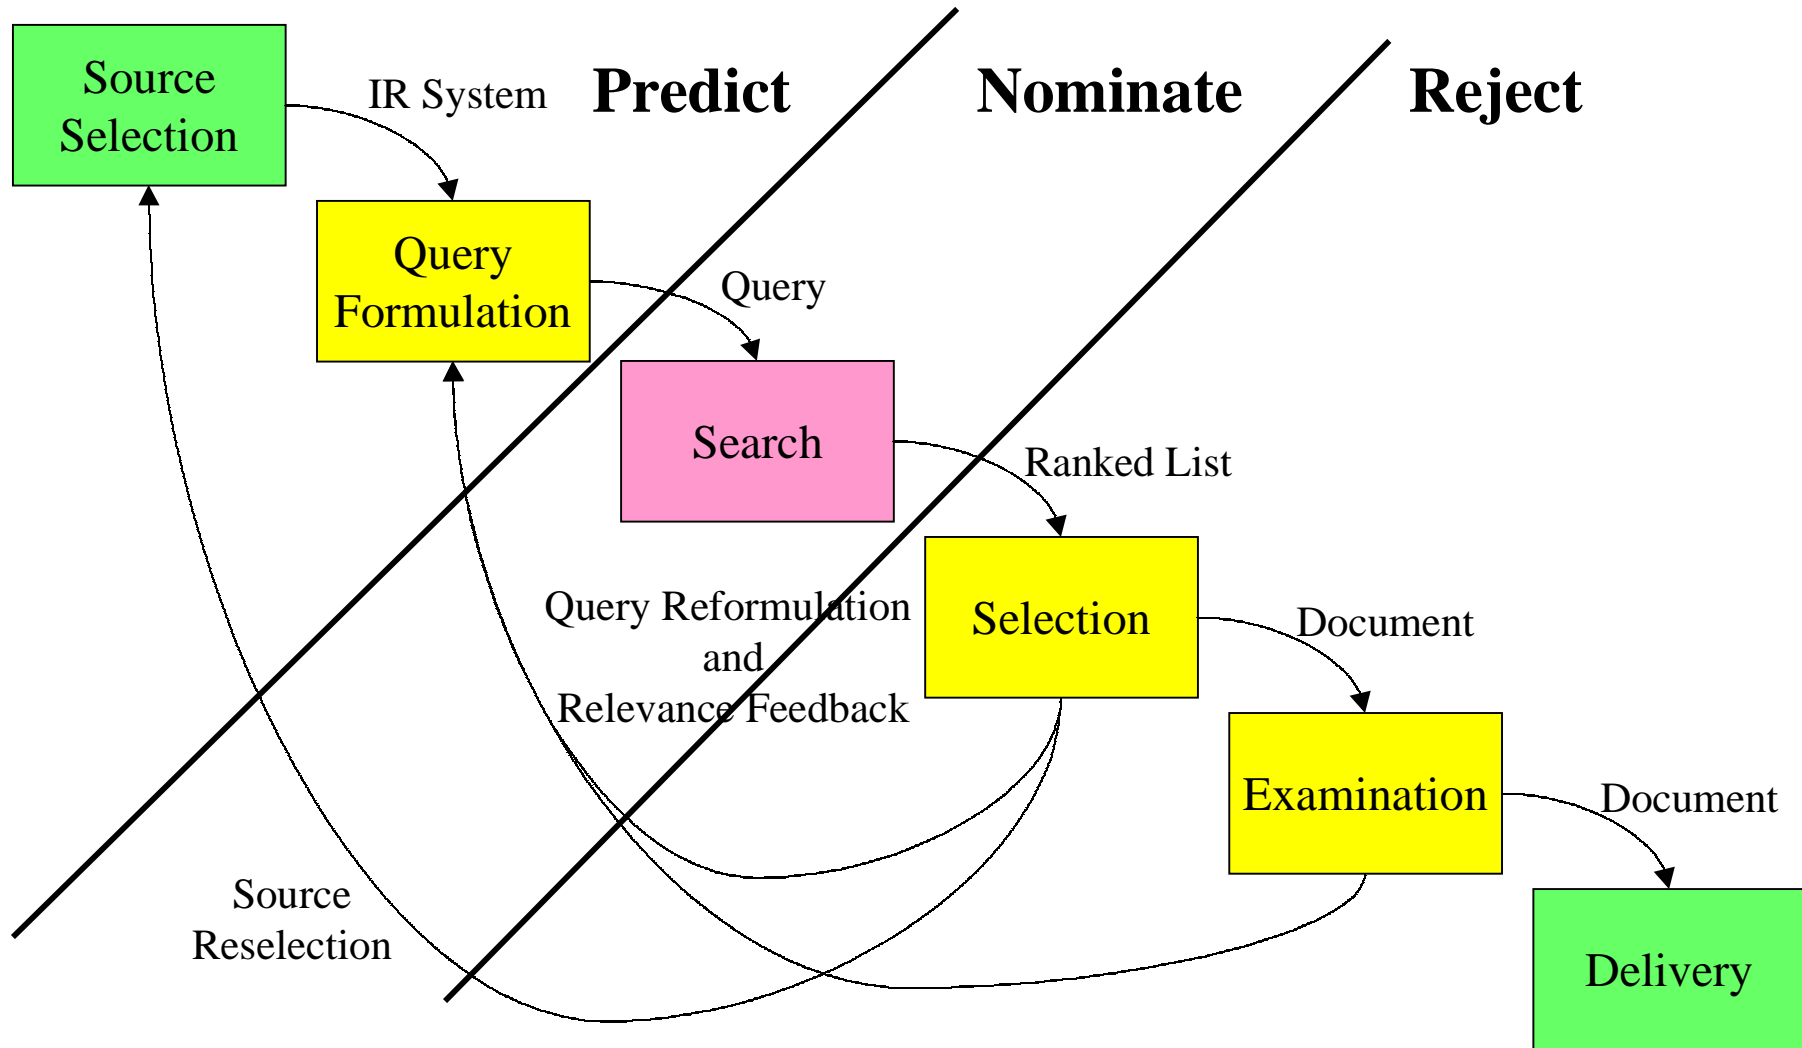 Source
Selection
IR System
Predict
Nominate
Reject
Query
Formulation
Query
Search
Ranked List
Selection
Query Reformulation
and
Relevance Feedback
Document
Examination
Document
Source
Reselection
Delivery